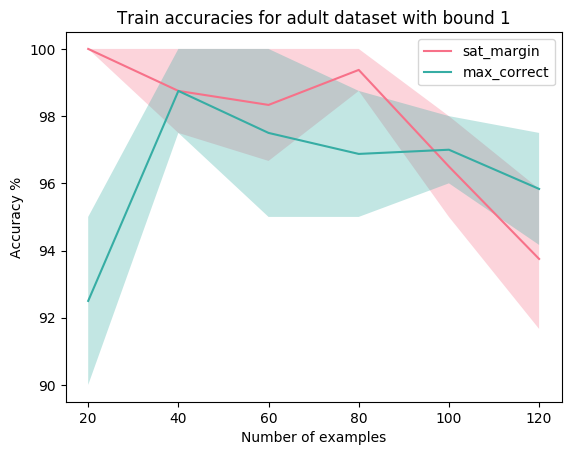 Train accuracies for adult dataset with bound 1
sat_margin
max_correct
Accuracy %
100
98
96
94
92
90
20 40 60 80 100 120
Number of examples